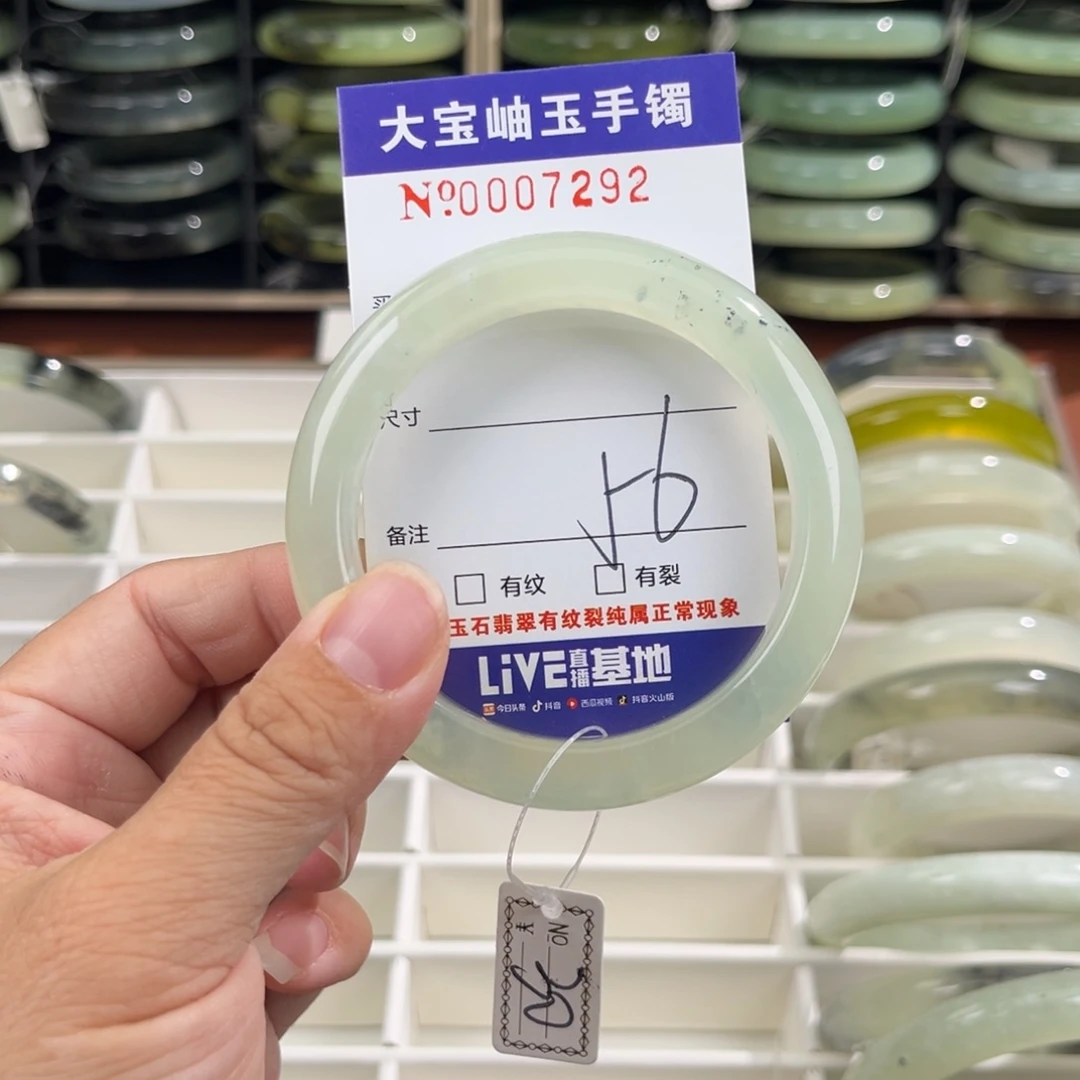 大宝岫玉手镯
Nº0007292
尺寸
56
备注
有纹 有裂
玉石翡翠有纹裂纯属正常现象
LiVE直播基地
今日头条 抖音 西瓜视频 抖音火山版
NO